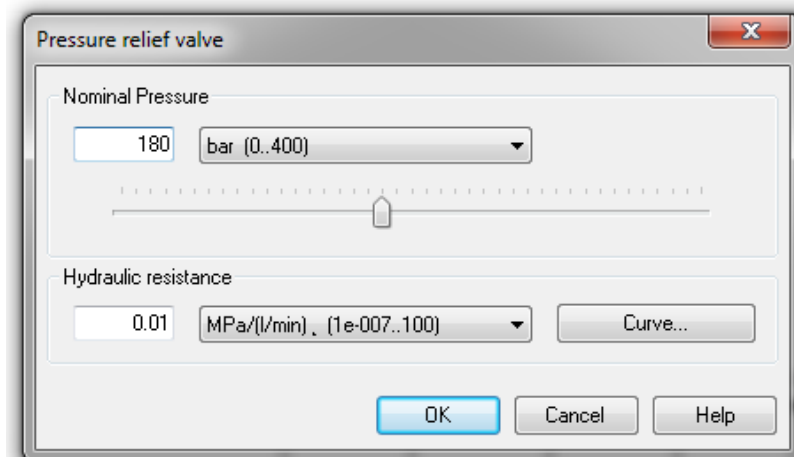 Pressure relief valve
Nominal Pressure
180 bar (0..400)
Hydraulic resistance
0.01 MPa/(l/min)˛ (1e-007..100) Curve...
OK Cancel Help